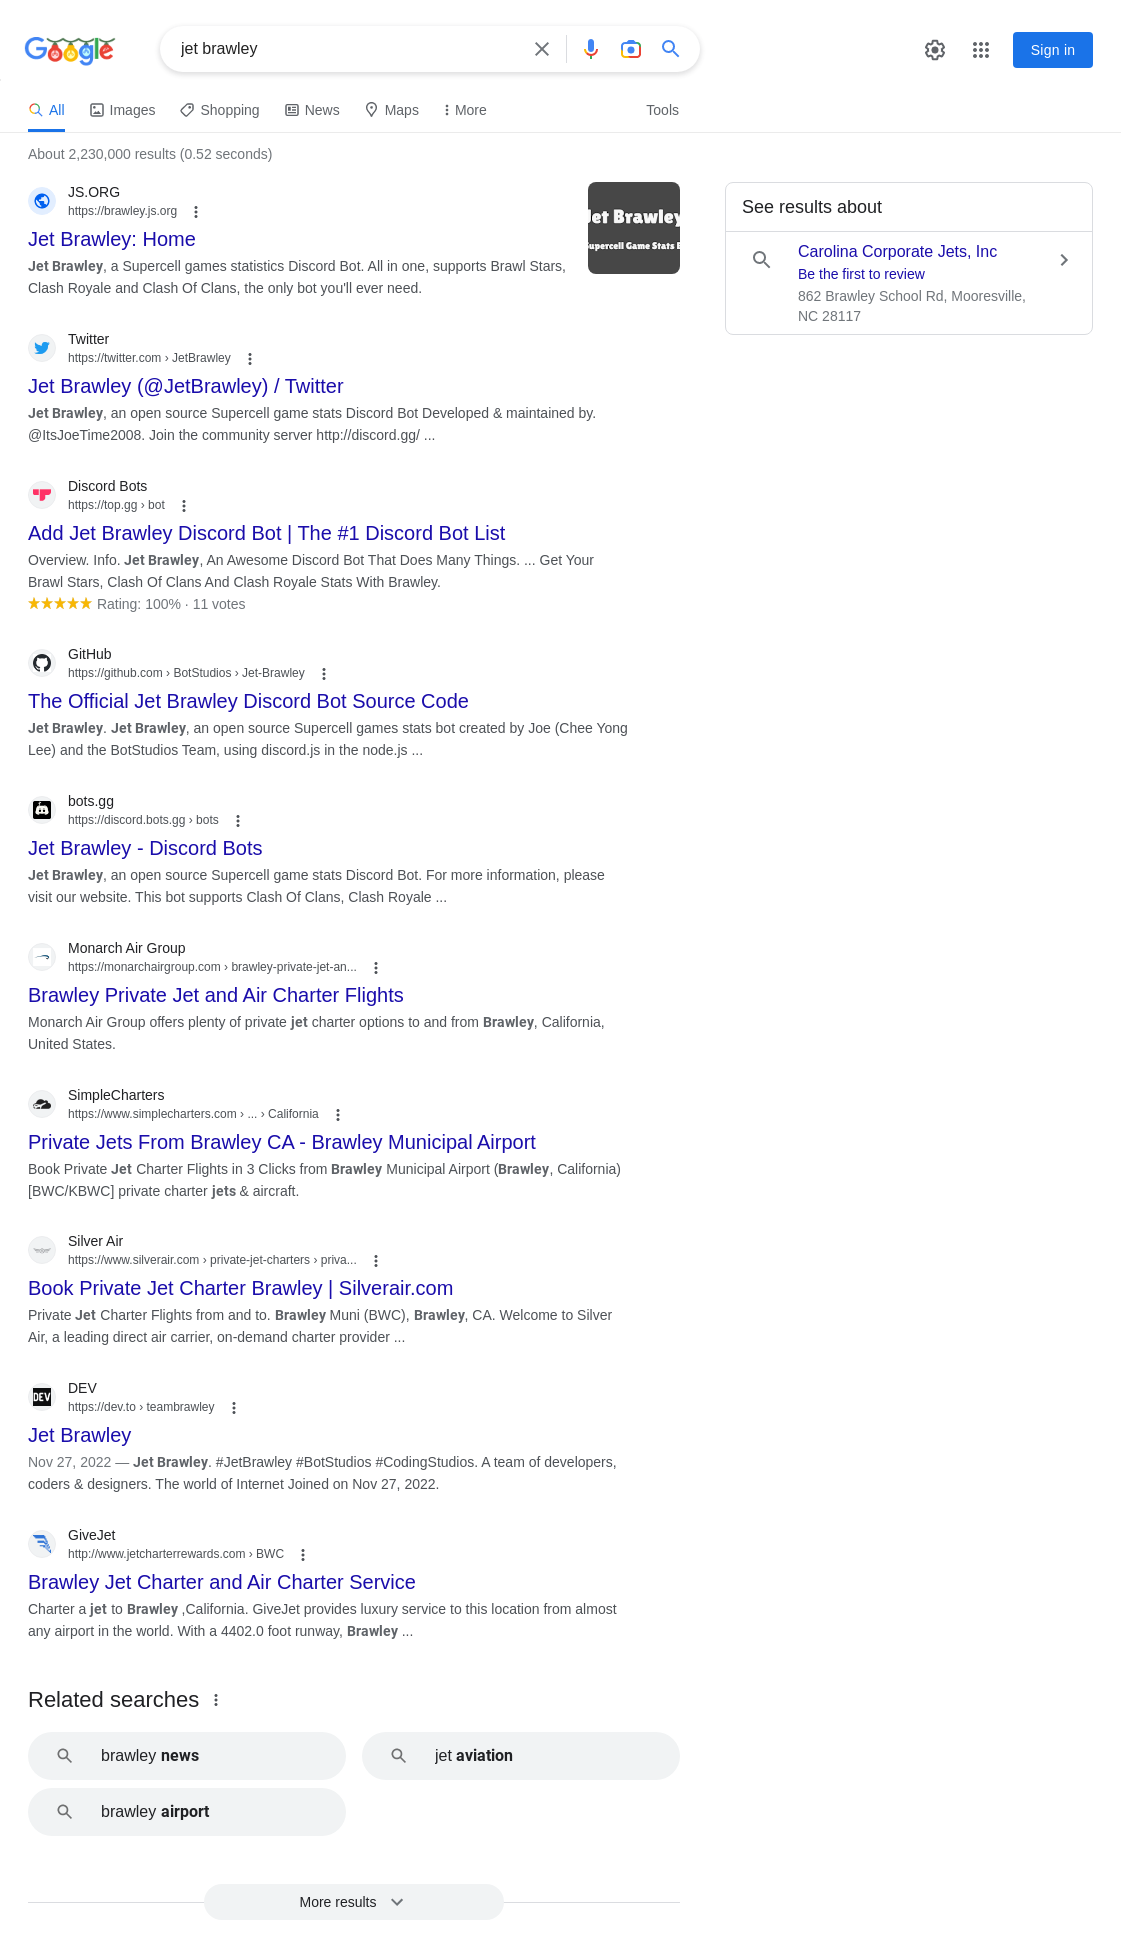 Google
jet brawley
Sign in
All Images Shopping News Maps More Tools
About 2,230,000 results (0.52 seconds)
JS.ORG
https://brawley.js.org
Jet Brawley: Home
Jet Brawley, a Supercell games statistics Discord Bot. All in one, supports Brawl Stars,
Clash Royale and Clash Of Clans, the only bot you'll ever need.
Jet Brawley
Supercell Game Stats
See results about
Carolina Corporate Jets, Inc
Be the first to review
862 Brawley School Rd, Mooresville,
NC 28117
Twitter
https://twitter.com › JetBrawley
Jet Brawley (@JetBrawley) / Twitter
Jet Brawley, an open source Supercell game stats Discord Bot Developed & maintained by.
@ItsJoeTime2008. Join the community server http://discord.gg/ ...
Discord Bots
https://top.gg › bot
Add Jet Brawley Discord Bot | The #1 Discord Bot List
Overview. Info. Jet Brawley, An Awesome Discord Bot That Does Many Things. ... Get Your
Brawl Stars, Clash Of Clans And Clash Royale Stats With Brawley.
Rating: 100% · 11 votes
GitHub
https://github.com › BotStudios › Jet-Brawley
The Official Jet Brawley Discord Bot Source Code
Jet Brawley. Jet Brawley, an open source Supercell games stats bot created by Joe (Chee Yong
Lee) and the BotStudios Team, using discord.js in the node.js ...
bots.gg
https://discord.bots.gg › bots
Jet Brawley - Discord Bots
Jet Brawley, an open source Supercell game stats Discord Bot. For more information, please
visit our website. This bot supports Clash Of Clans, Clash Royale ...
Monarch Air Group
https://monarchairgroup.com › brawley-private-jet-an...
Brawley Private Jet and Air Charter Flights
Monarch Air Group offers plenty of private jet charter options to and from Brawley, California,
United States.
SimpleCharters
https://www.simplecharters.com › ... › California
Private Jets From Brawley CA - Brawley Municipal Airport
Book Private Jet Charter Flights in 3 Clicks from Brawley Municipal Airport (Brawley, California)
[BWC/KBWC] private charter jets & aircraft.
Silver Air
https://www.silverair.com › private-jet-charters › priva...
Book Private Jet Charter Brawley | Silverair.com
Private Jet Charter Flights from and to. Brawley Muni (BWC), Brawley, CA. Welcome to Silver
Air, a leading direct air carrier, on-demand charter provider ...
DEV
DEV
https://dev.to › teambrawley
Jet Brawley
Nov 27, 2022 — Jet Brawley. #JetBrawley #BotStudios #CodingStudios. A team of developers,
coders & designers. The world of Internet Joined on Nov 27, 2022.
GiveJet
http://www.jetcharterrewards.com › BWC
Brawley Jet Charter and Air Charter Service
Charter a jet to Brawley ,California. GiveJet provides luxury service to this location from almost
any airport in the world. With a 4402.0 foot runway, Brawley ...
Related searches
brawley news
jet aviation
brawley airport
More results